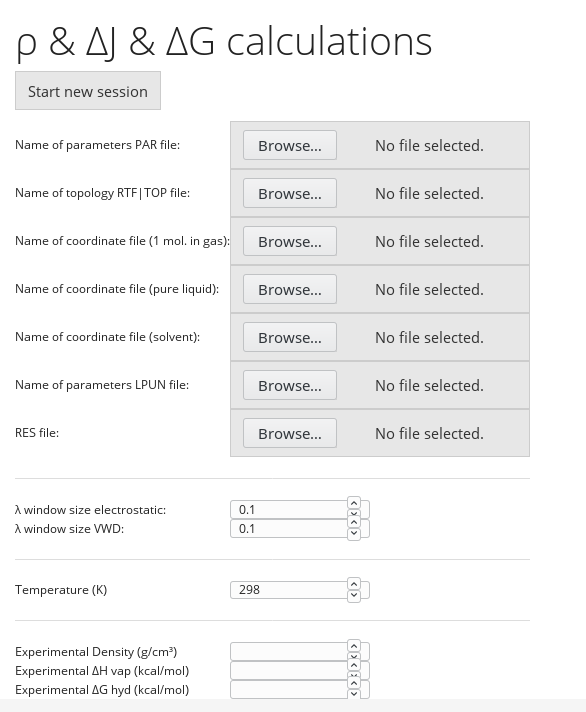 ρ & ΔJ & ΔG calculations
Start new session
Name of parameters PAR file: Browse... No file selected.
Name of topology RTF|TOP file: Browse... No file selected.
Name of coordinate file (1 mol. in gas): Browse... No file selected.
Name of coordinate file (pure liquid): Browse... No file selected.
Name of coordinate file (solvent): Browse... No file selected.
Name of parameters LPUN file: Browse... No file selected.
RES file: Browse... No file selected.
λ window size electrostatic: 0.1
λ window size VWD: 0.1
Temperature (K) 298
Experimental Density (g/cm³)
Experimental ΔH vap (kcal/mol)
Experimental ΔG hyd (kcal/mol)